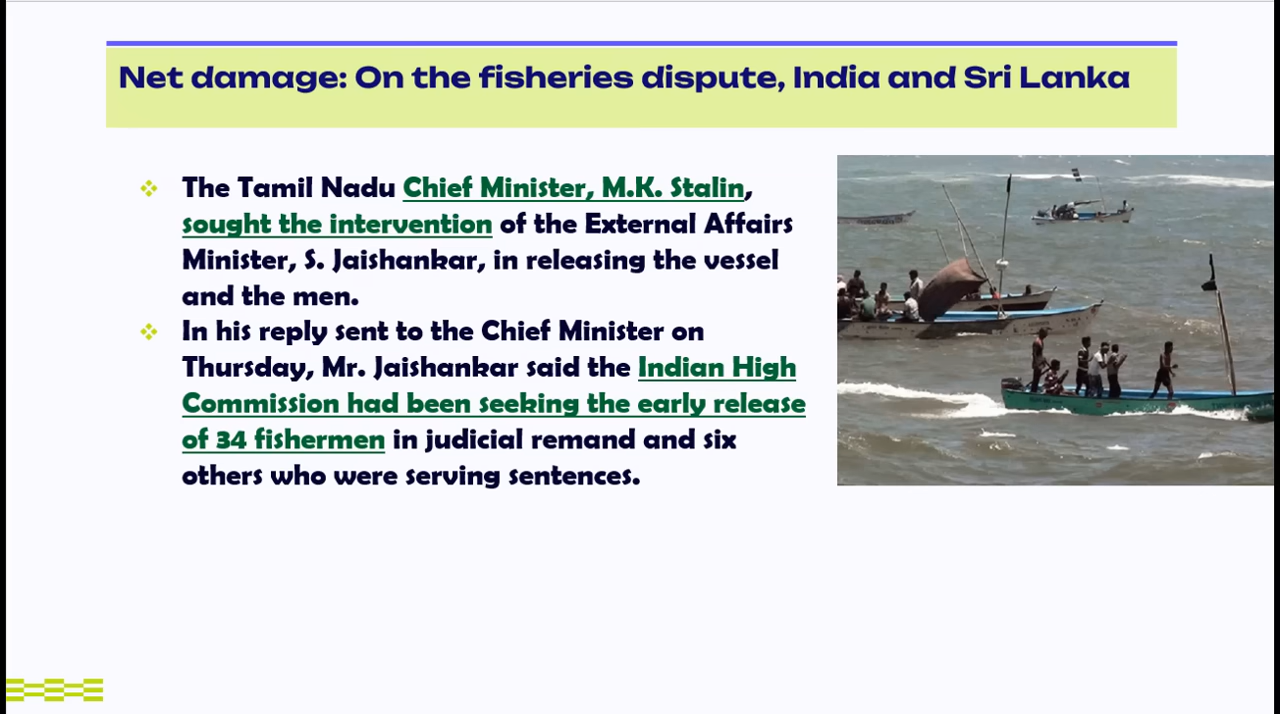 Net damage: On the fisheries dispute, India and Sri Lanka
The Tamil Nadu Chief Minister, M.K. Stalin,
sought the intervention of the External Affairs
Minister, S. Jaishankar, in releasing the vessel
and the men.
In his reply sent to the Chief Minister on
Thursday, Mr. Jaishankar said the Indian High
Commission had been seeking the early release
of 34 fishermen in judicial remand and six
others who were serving sentences.